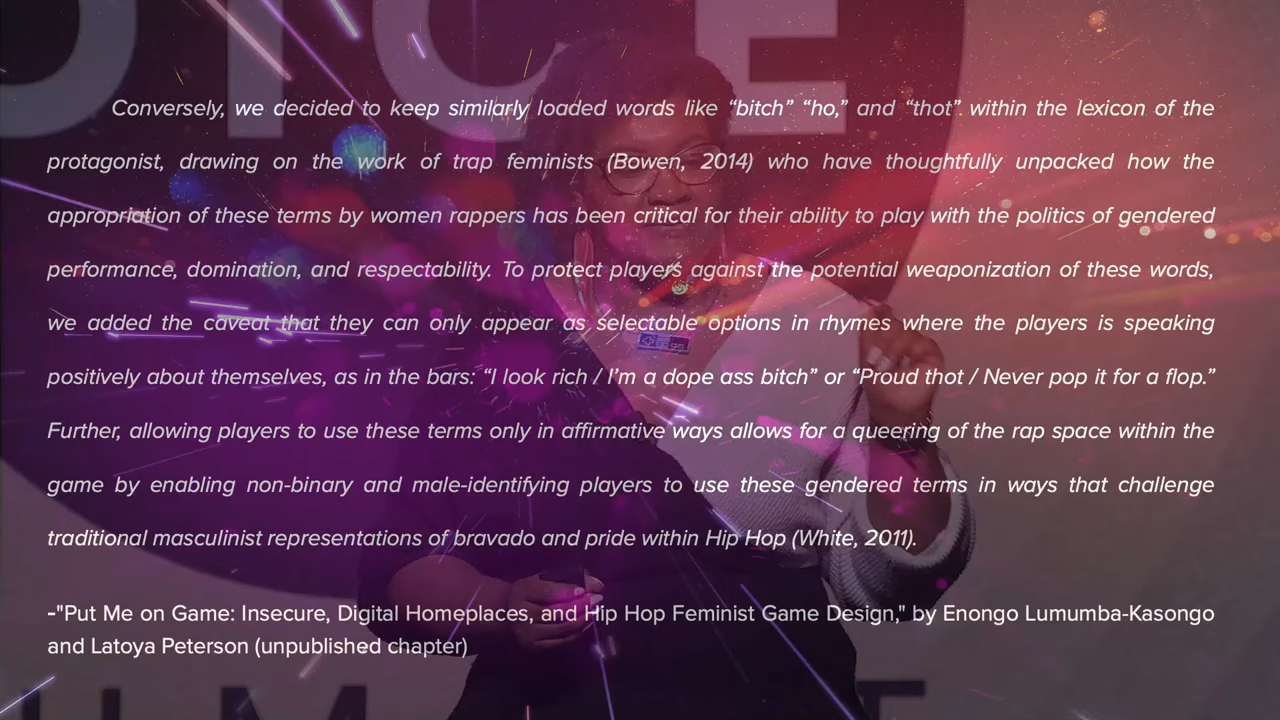 OICE
Conversely, we decided to keep similarly loaded words like “bitch” “ho,” and “thot” within the lexicon of the
protagonist, drawing on the work of trap feminists (Bowen, 2014) who have thoughtfully unpacked how the
appropriation of these terms by women rappers has been critical for their ability to play with the politics of gendered
performance, domination, and respectability. To protect players against the potential weaponization of these words,
we added the caveat that they can only appear as selectable options in rhymes where the players is speaking
positively about themselves, as in the bars: “I look rich / I’m a dope ass bitch” or “Proud thot / Never pop it for a flop.”
Further, allowing players to use these terms only in affirmative ways allows for a queering of the rap space within the
game by enabling non-binary and male-identifying players to use these gendered terms in ways that challenge
traditional masculinist representations of bravado and pride within Hip Hop (White, 2011).
-"Put Me on Game: Insecure, Digital Homeplaces, and Hip Hop Feminist Game Design," by Enongo Lumumba-Kasongo
and Latoya Peterson (unpublished chapter)